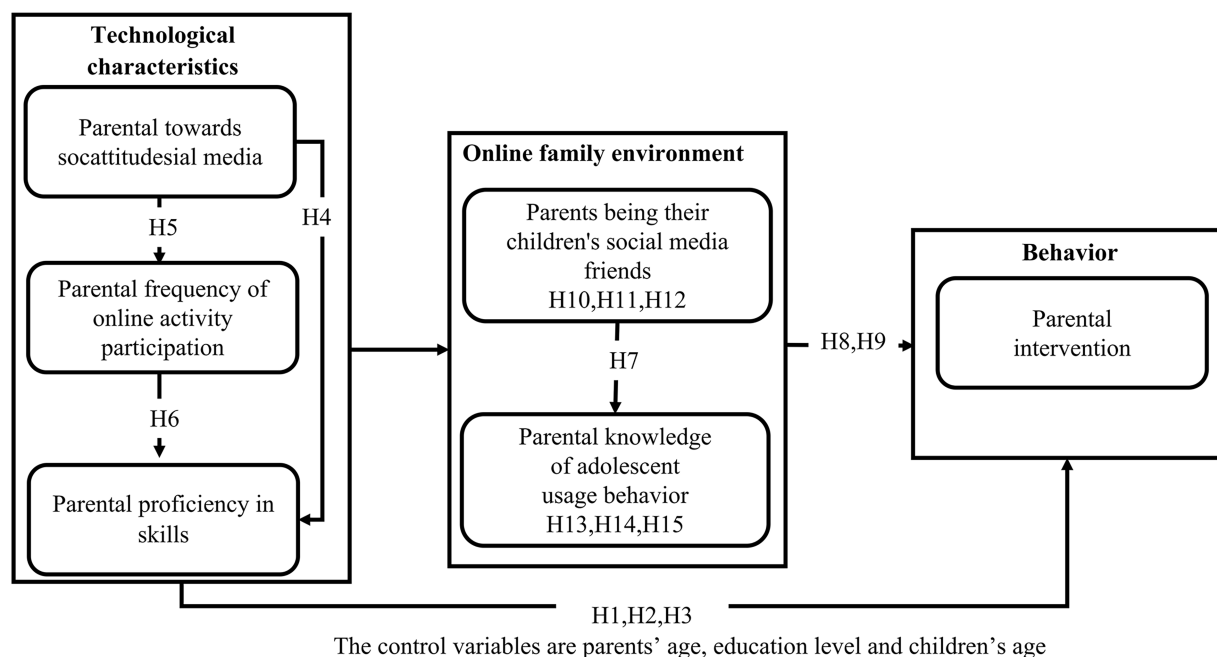 Technological
characteristics
Parental towards
socattitudesial media
H5
H4
Parental frequency of
online activity
participation
H6
Parental proficiency in
skills
Online family environment
Parents being their
children's social media
friends
H10,H11,H12
H7
Parental knowledge
of adolescent
usage behavior
H13,H14,H15
H8,H9
Behavior
Parental
intervention
H1,H2,H3
The control variables are parents’ age, education level and children’s age